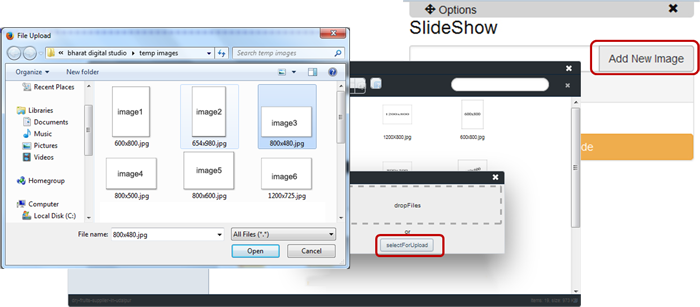 Options
SlideShow
Add New Image
File Upload
bharat digital studio
temp images
Search temp images
Organize
New folder
Recent Places
Libraries
Documents
Music
Pictures
Videos
Homegroup
Computer
Local Disk (C:)
image1
600x800.jpg
image2
654x980.jpg
image3
800x480.jpg
image4
800x500.jpg
image5
800x600.jpg
image6
1200x725.jpg
File name:
800x480.jpg
All Files (*.*)
Open
Cancel
1200X800.jpg
600x800.jpg
dropFiles
or
selectForUpload
de